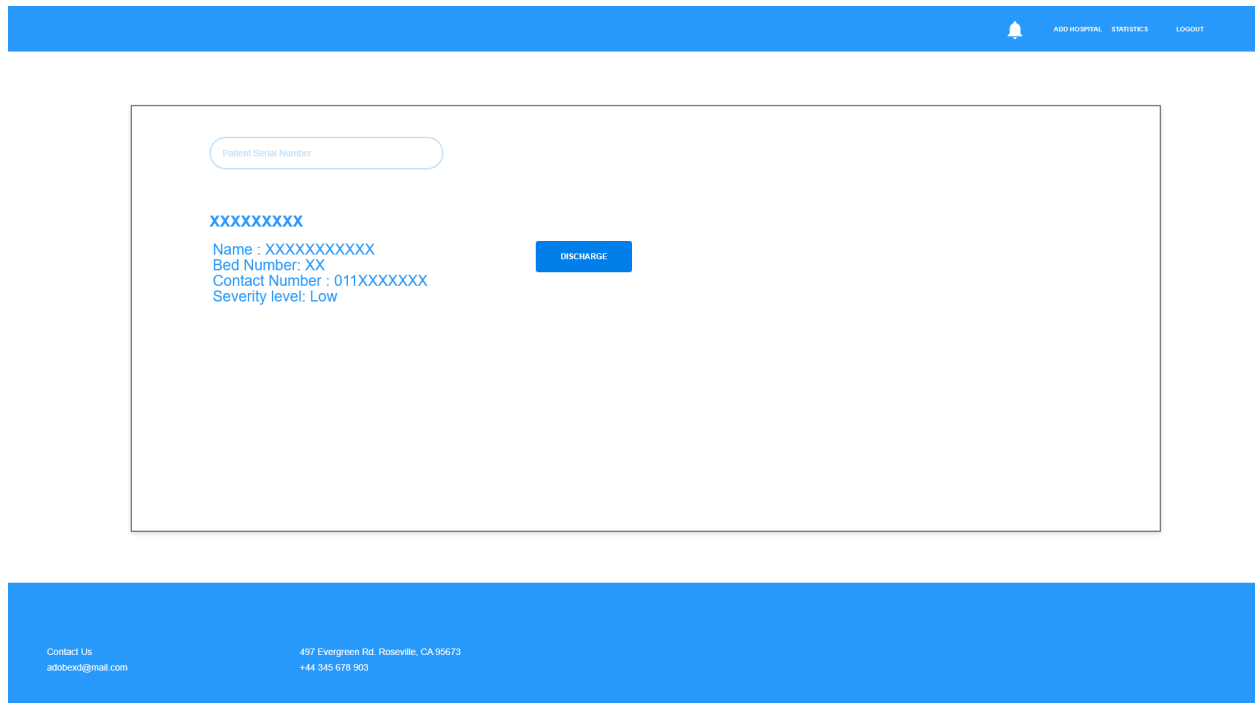 ADD HOSPITAL STATISTICS LOGOUT
Patient Serial Number
XXXXXXXXX
Name : XXXXXXXXXXX
Bed Number: XX
Contact Number : 011XXXXXXX
Severity level: Low
DISCHARGE
Contact Us
adobexd@mail.com
497 Evergreen Rd. Roseville, CA 95673
+44 345 678 903